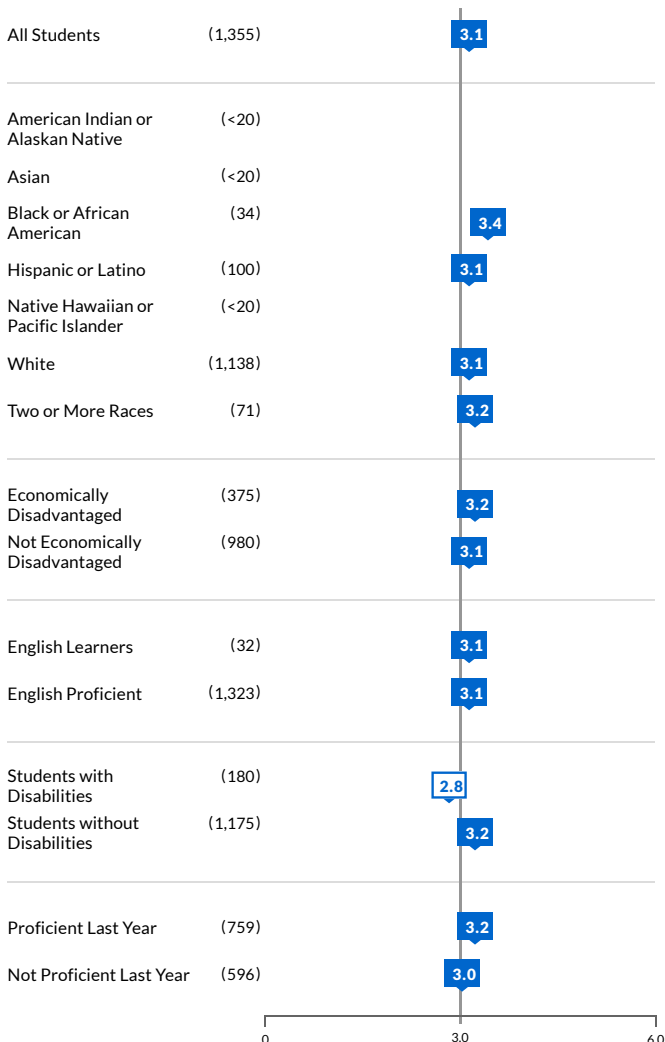 All Students (1,355) 3.1
American Indian or (<20)
Alaskan Native
Asian (<20)
Black or African (34) 3.4
American
Hispanic or Latino (100) 3.1
Native Hawaiian or (<20)
Pacific Islander
White (1,138) 3.1
Two or More Races (71) 3.2
Economically (375) 3.2
Disadvantaged
Not Economically (980) 3.1
Disadvantaged
English Learners (32) 3.1
English Proficient (1,323) 3.1
Students with (180) 2.8
Disabilities
Students without (1,175) 3.2
Disabilities
Proficient Last Year (759) 3.2
Not Proficient Last Year (596) 3.0
0 3.0 6.0